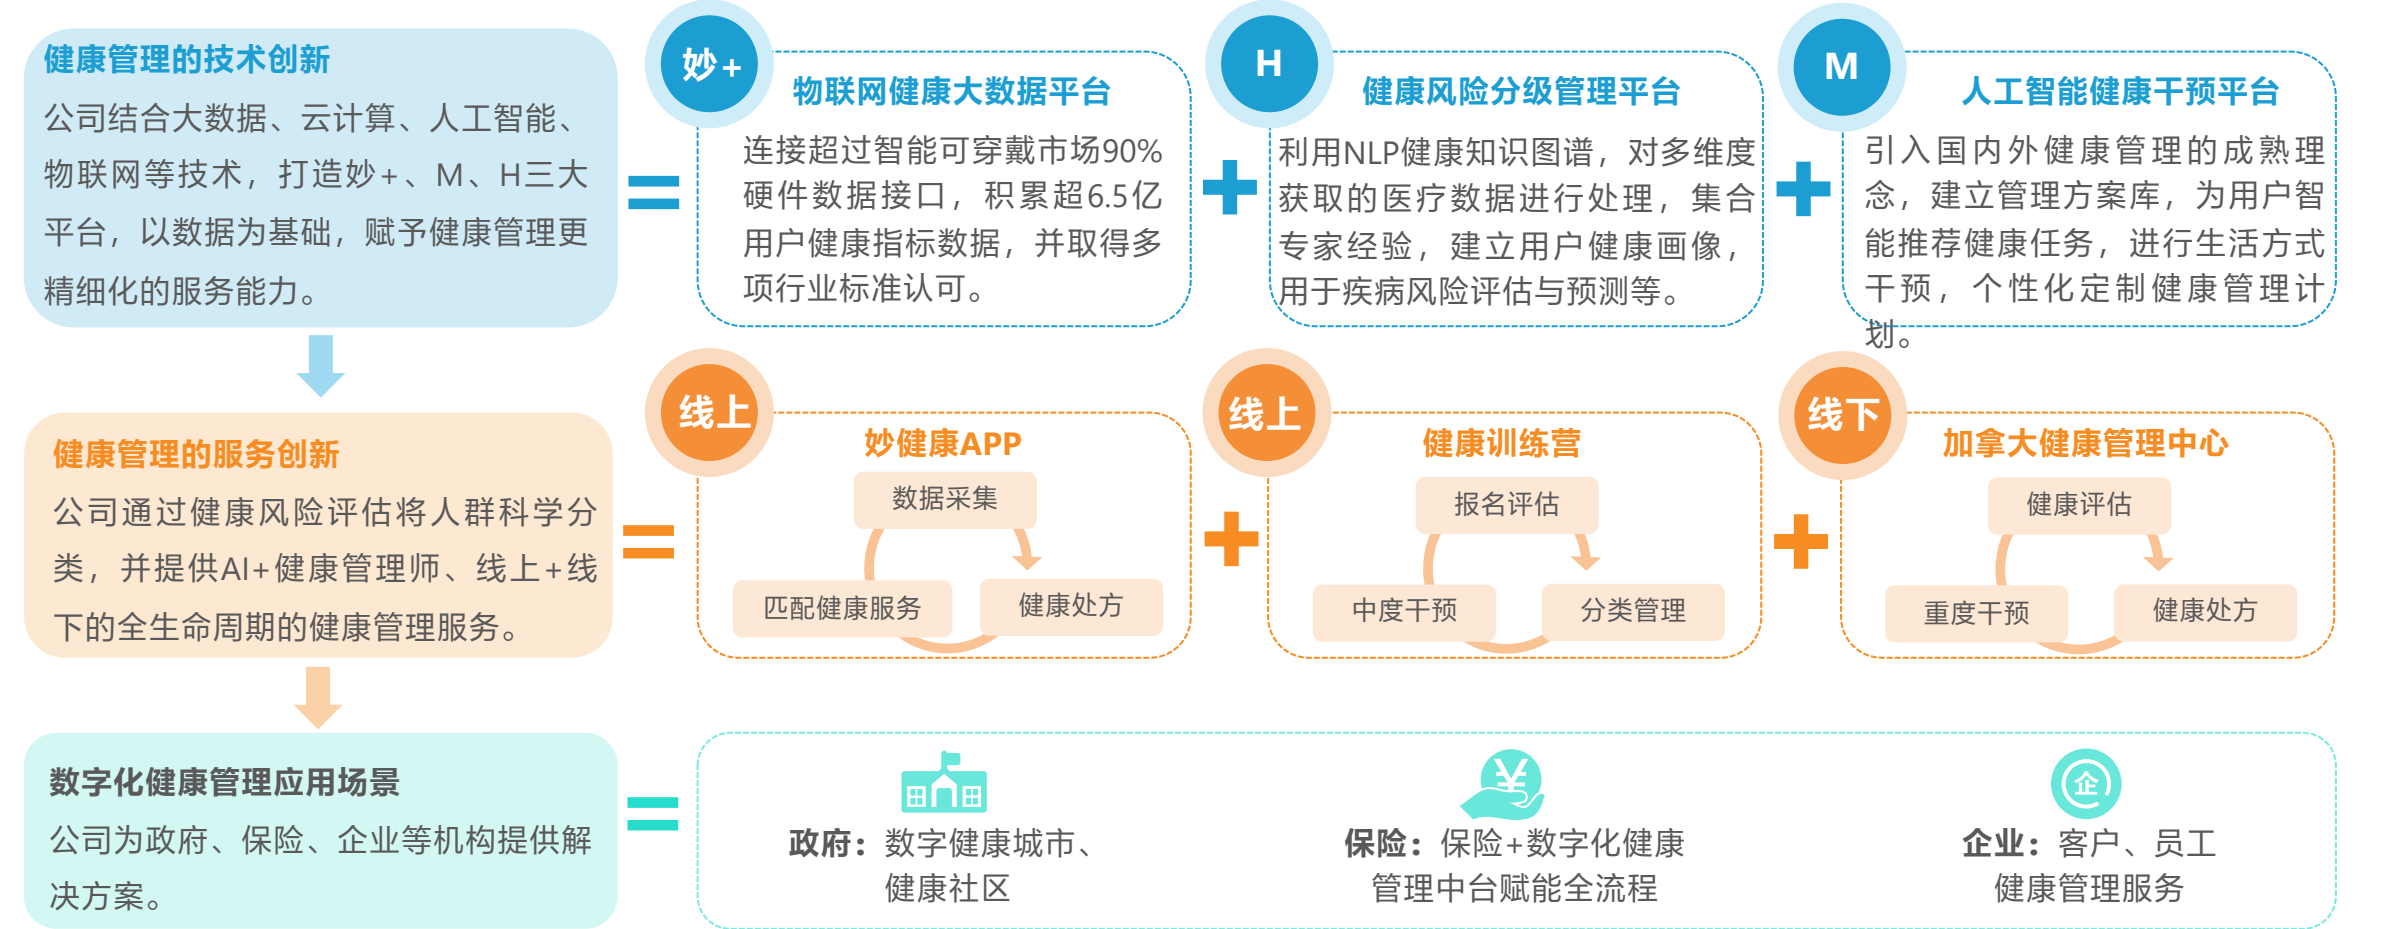 健康管理的技术创新
公司结合大数据、云计算、人工智能、
物联网等技术，打造妙+、M、H三大
平台，以数据为基础，赋予健康管理更
精细化的服务能力。
妙+
物联网健康大数据平台
连接超过智能可穿戴市场90%
硬件数据接口，积累超6.5亿
用户健康指标数据，并取得多
项行业标准认可。
H
健康风险分级管理平台
利用NLP健康知识图谱，对多维度
获取的医疗数据进行处理，集合
专家经验，建立用户健康画像，
用于疾病风险评估与预测等。
M
人工智能健康干预平台
引入国内外健康管理的成熟理
念，建立管理方案库，为用户智
能推荐健康任务，进行生活方式
干预，个性化定制健康管理计
划。
健康管理的服务创新
公司通过健康风险评估将人群科学分
类，并提供AI+健康管理师、线上+线
下的全生命周期的健康管理服务。
线上
妙健康APP
数据采集
匹配健康服务
健康处方
线上
健康训练营
报名评估
中度干预
分类管理
线下
加拿大健康管理中心
健康评估
重度干预
健康处方
数字化健康管理应用场景
公司为政府、保险、企业等机构提供解
决方案。
政府：数字健康城市、
健康社区
¥
保险：保险+数字化健康
管理中台赋能全流程
企
企业：客户、员工
健康管理服务